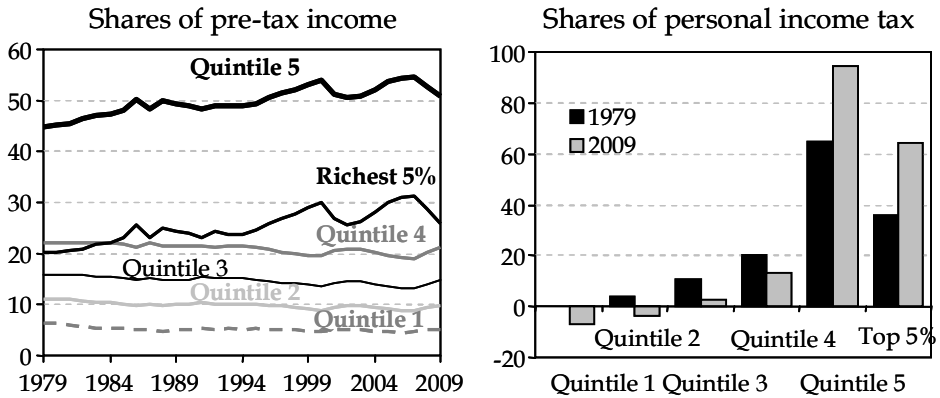 Shares of pre-tax income
60
50
40
30
20
10
0
Quintile 5
Richest 5%
Quintile 4
Quintile 3
Quintile 2
Quintile 1
1979 1984 1989 1994 1999 2004 2009
Shares of personal income tax
100
80
60
40
20
0
-20
1979
2009
Quintile 2 Quintile 4 Top 5%
Quintile 1 Quintile 3 Quintile 5